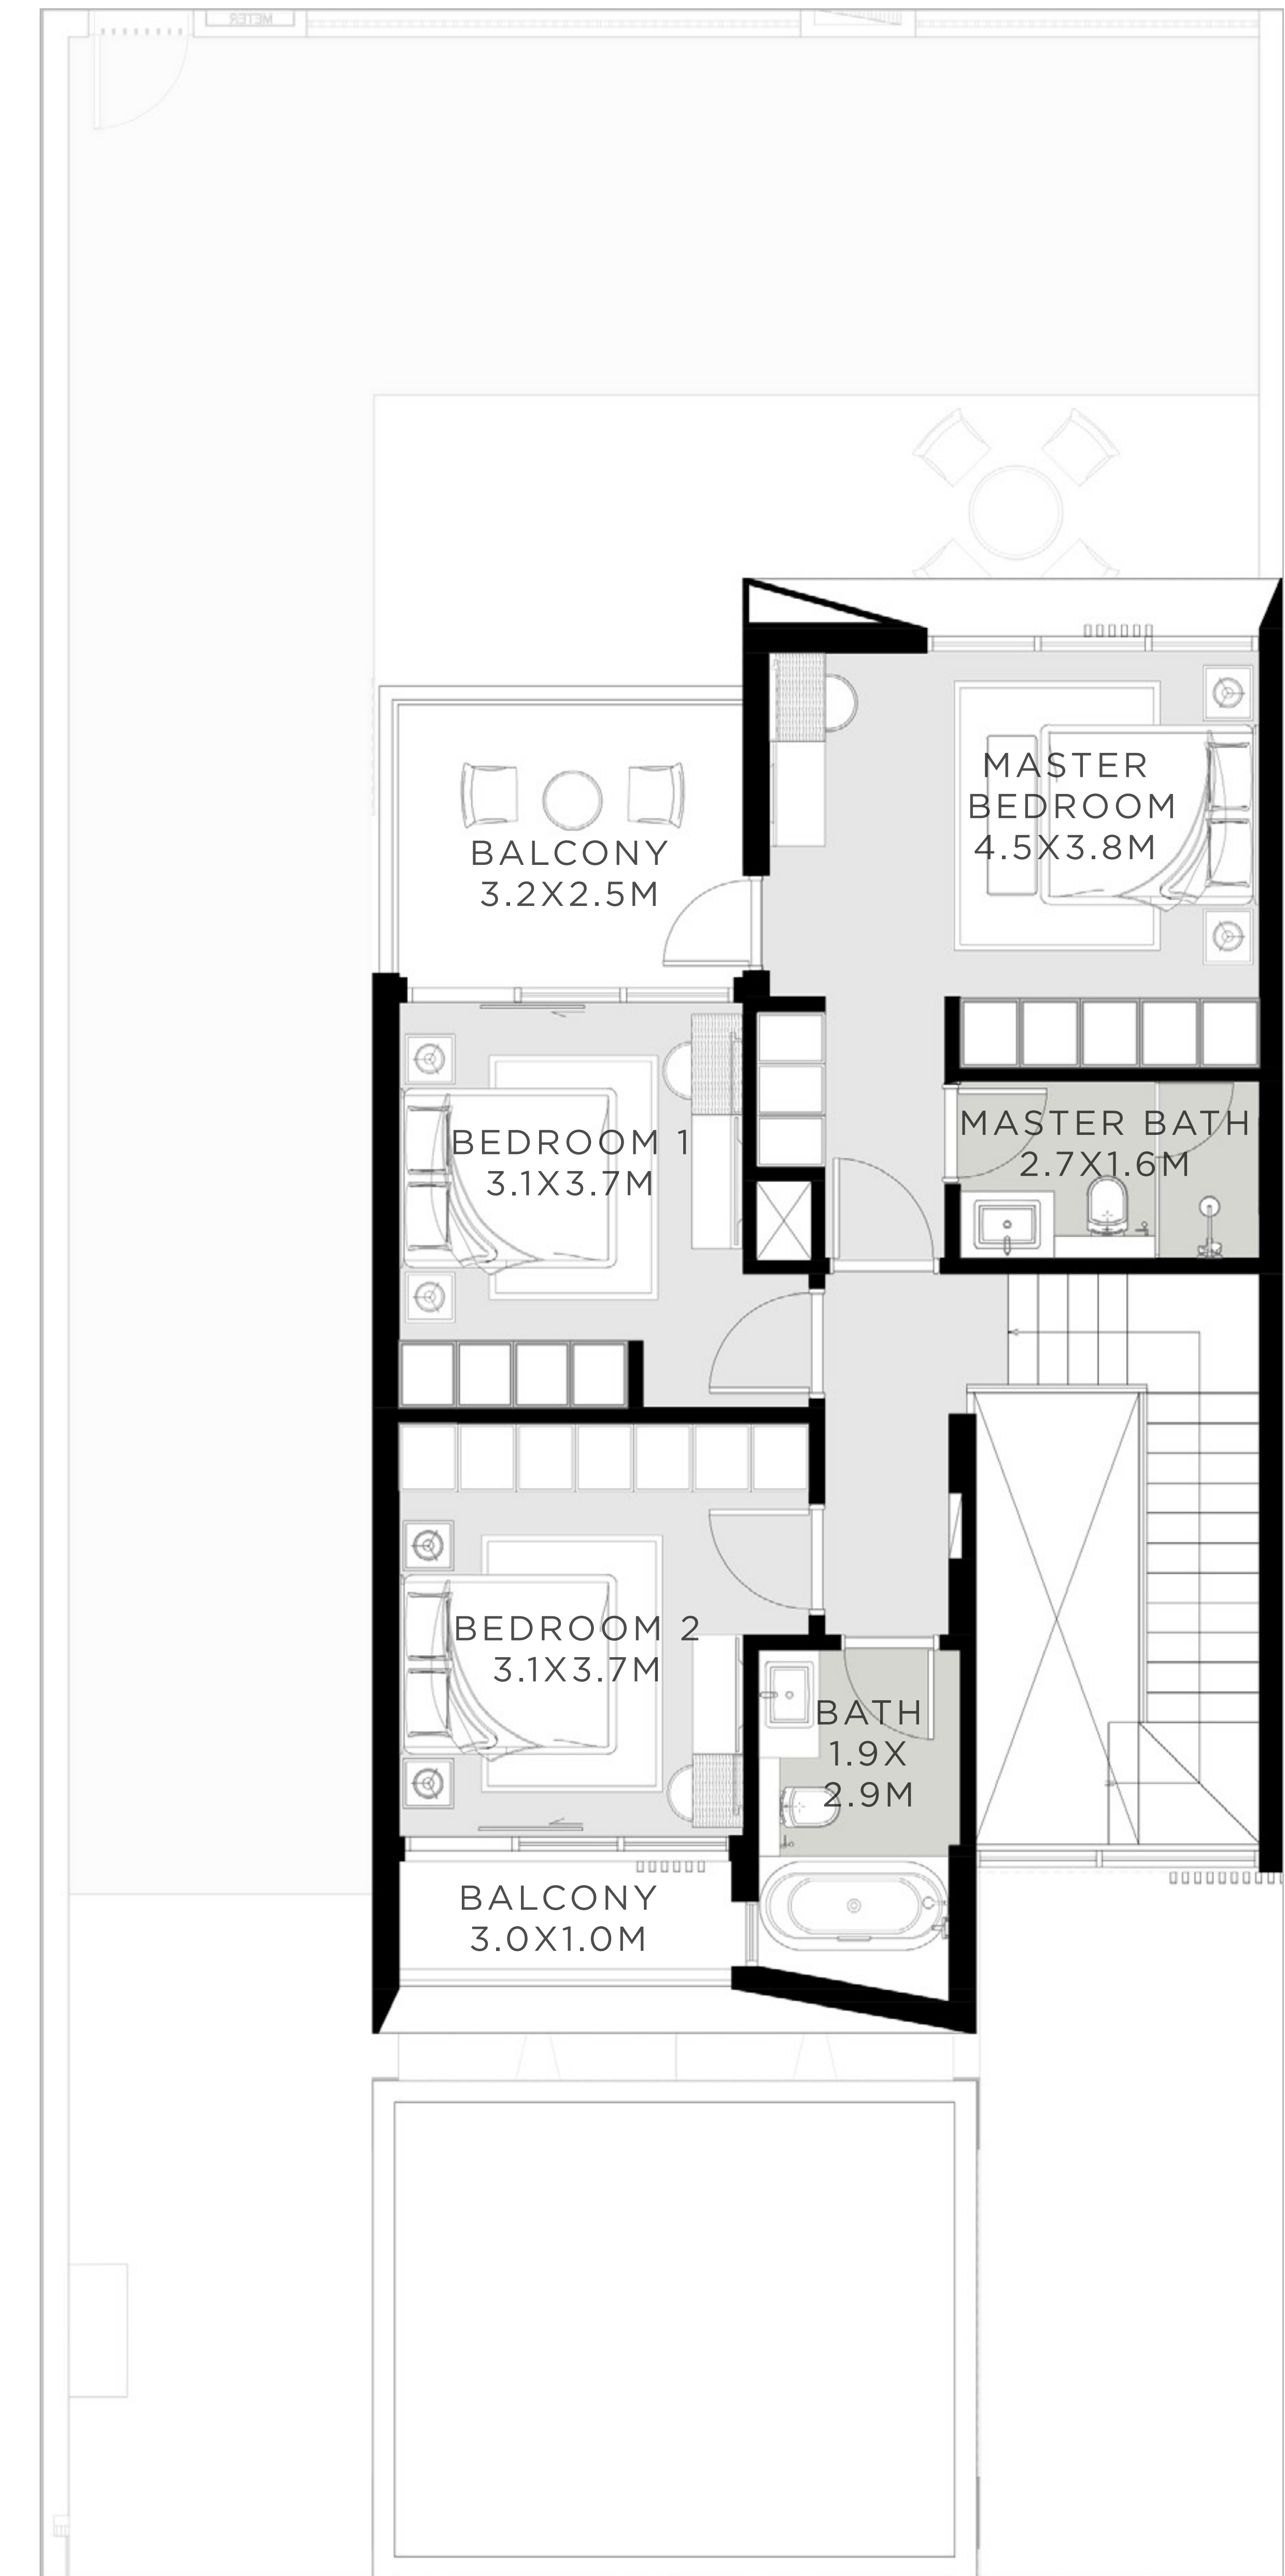 METER
BALCONY
3.2X2.5M
MASTER
BEDROOM
4.5X3.8M
BEDROOM 1
3.1X3.7M
MASTER BATH
2.7X1.6M
BEDROOM 2
3.1X3.7M
BATH
1.9X
2.9M
BALCONY
3.0X1.0M